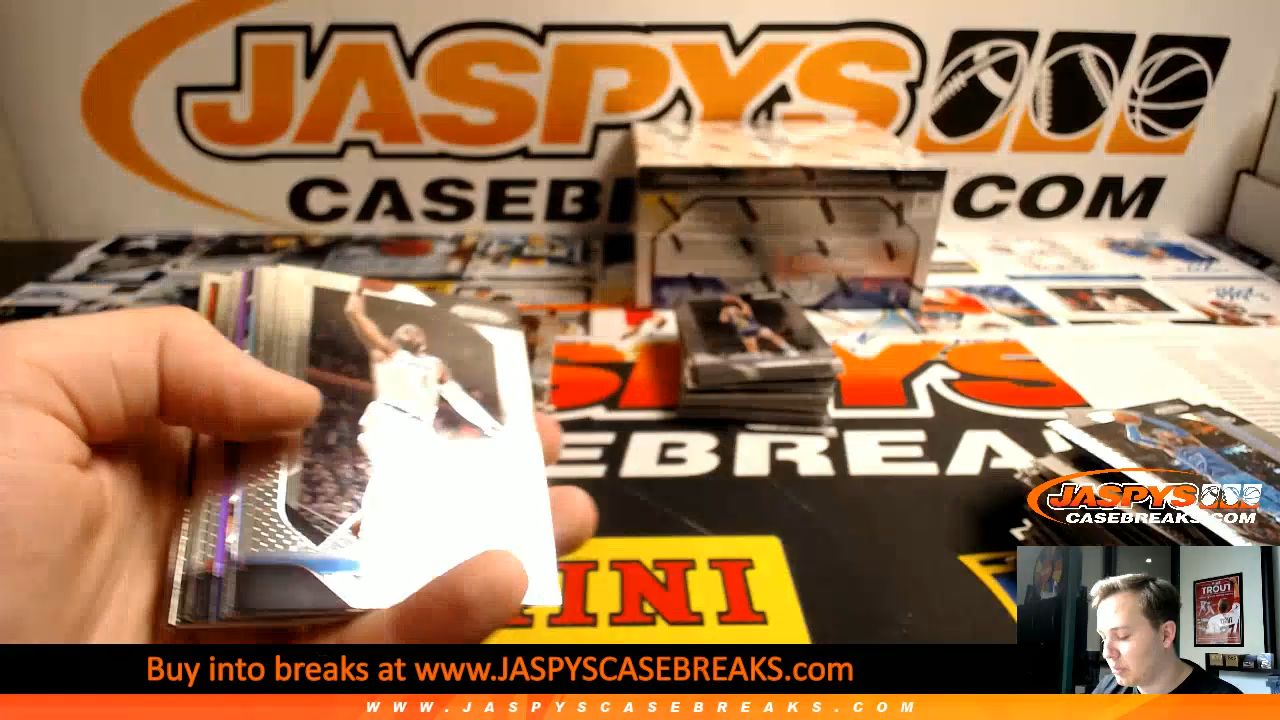 JASPYS
CASEB
COM
SPYS
EBREA
INI
JASPYS
CASEBREAKS.COM
TROUT
Buy into breaks at www.JASPYSCASEBREAKS.com
WWW.JASPYSCASEBREAKS.COM